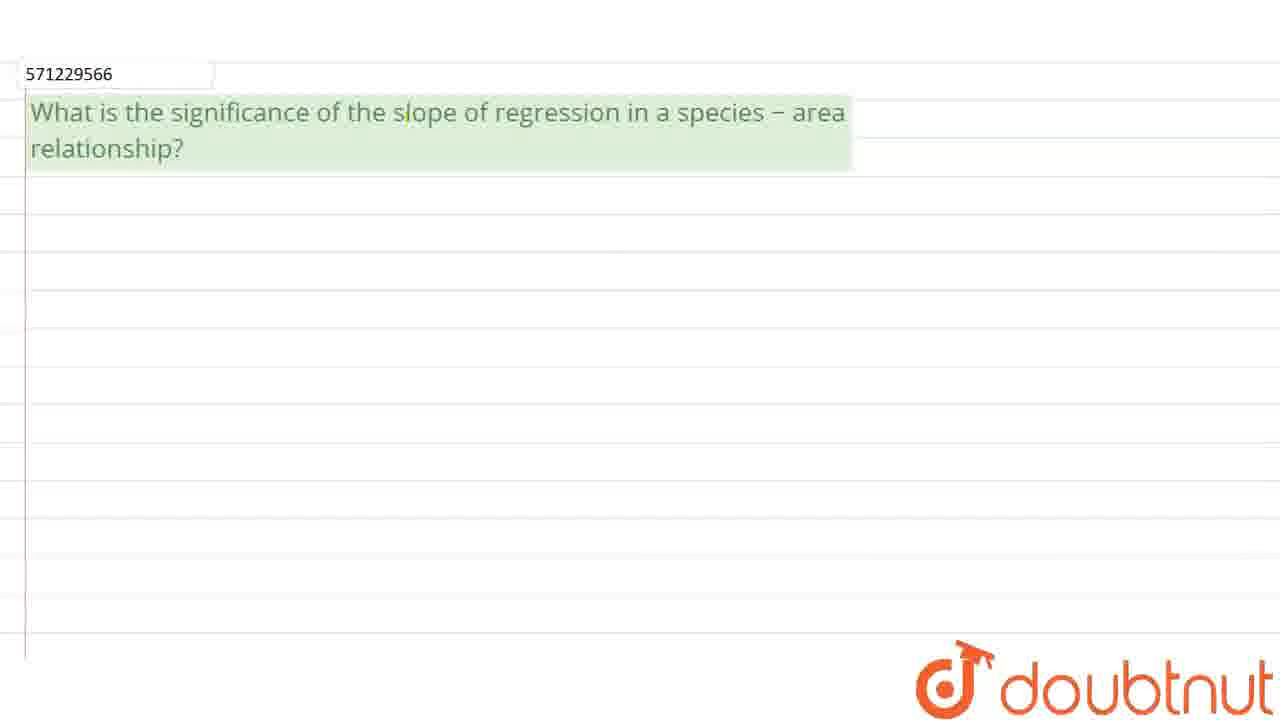 571229566
What is the significance of the slope of regression in a species − area
relationship?
doubtnut